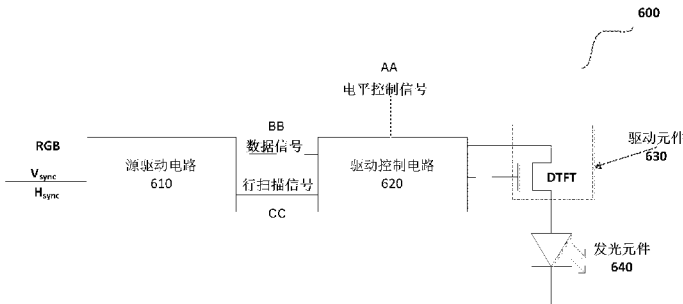 600
AA
电平控制信号
BB
数据信号
RGB
源驱动电路
610
驱动控制电路
620
驱动元件
630
Vsync
Hsync
行扫描信号
CC
DTFT
发光元件
640